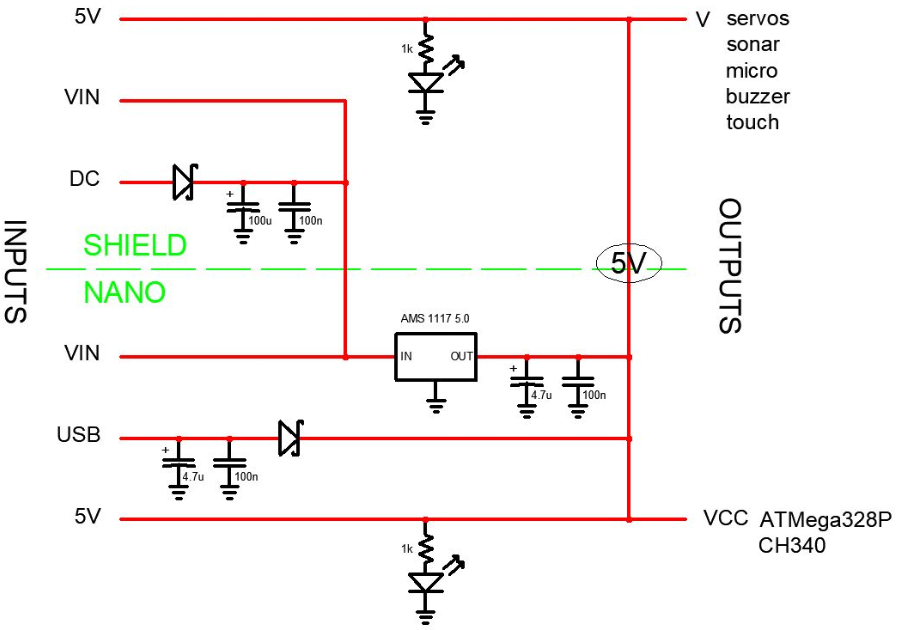 5V
V servos
sonar
micro
buzzer
touch
1k
VIN
DC
+
100u
100n
INPUTS
OUTPUTS
SHIELD
NANO
5V
AMS 1117 5.0
VIN
IN
OUT
+
4.7u
100n
USB
+
4.7u
100n
5V
VCC ATMega328P
CH340
1k